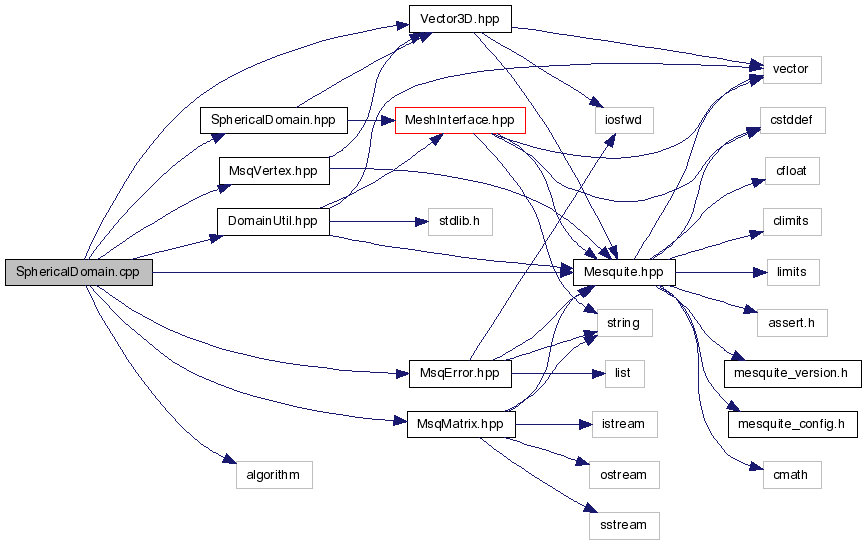 Vector3D.hpp
vector
SphericalDomain.hpp
MeshInterface.hpp
iosfwd
cstddef
MsqVertex.hpp
cfloat
DomainUtil.hpp
stdlib.h
climits
SphericalDomain.cpp
Mesquite.hpp
limits
string
assert.h
MsqError.hpp
list
mesquite_version.h
MsqMatrix.hpp
istream
mesquite_config.h
algorithm
ostream
cmath
sstream